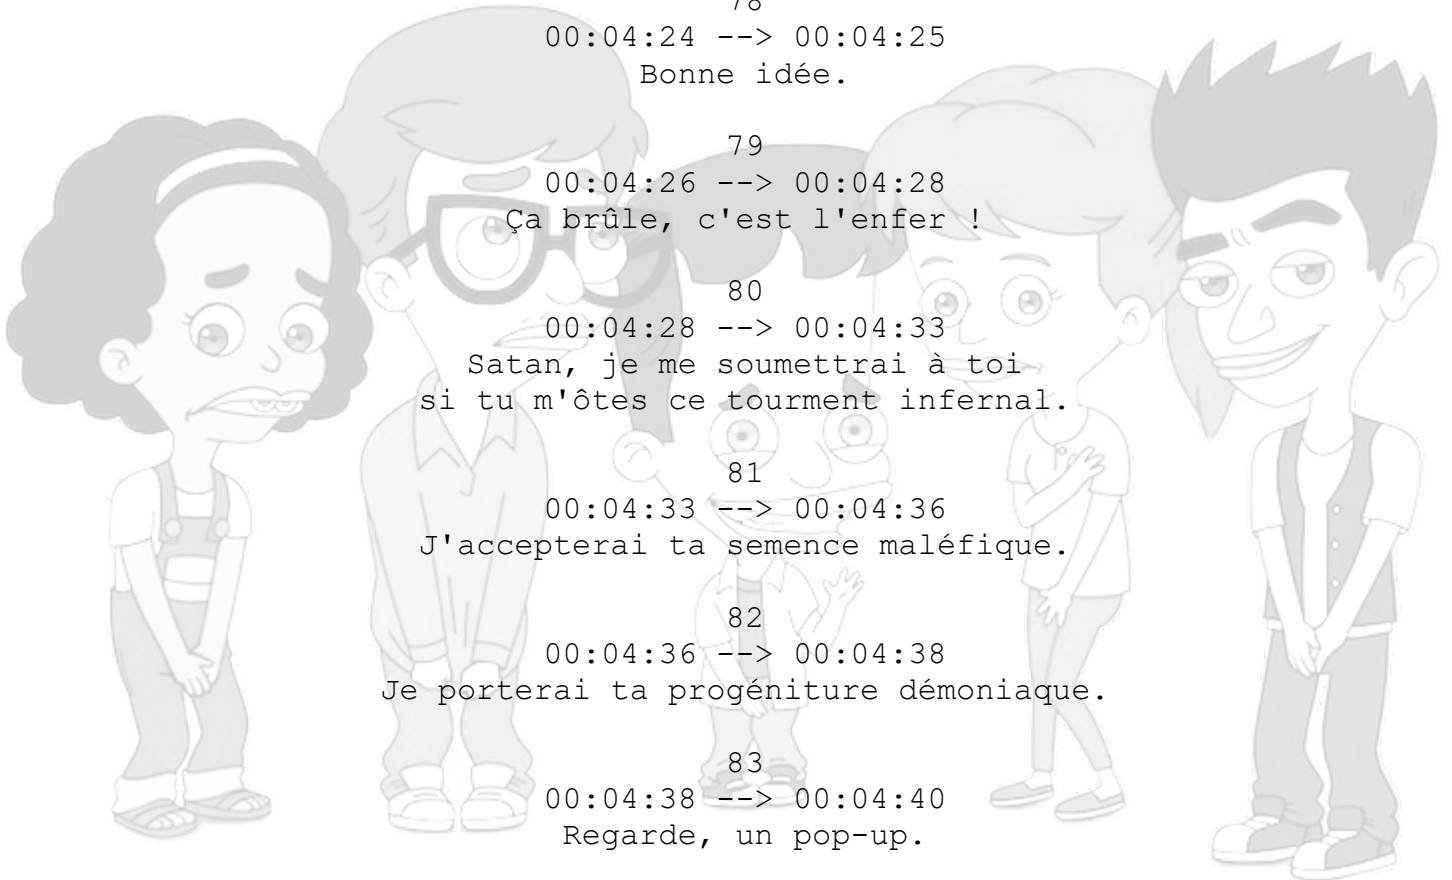 78
00:04:24 --> 00:04:25
Bonne idée.
79
00:04:26 --> 00:04:28
Ça brûle, c'est l'enfer !
80
00:04:28 --> 00:04:33
Satan, je me soumettrai à toi
si tu m'ôtes ce tourment infernal.
81
00:04:33 --> 00:04:36
J'accepterai ta semence maléfique.
82
00:04:36 --> 00:04:38
Je porterai ta progéniture démoniaque.
83
00:04:38 --> 00:04:40
Regarde, un pop-up.